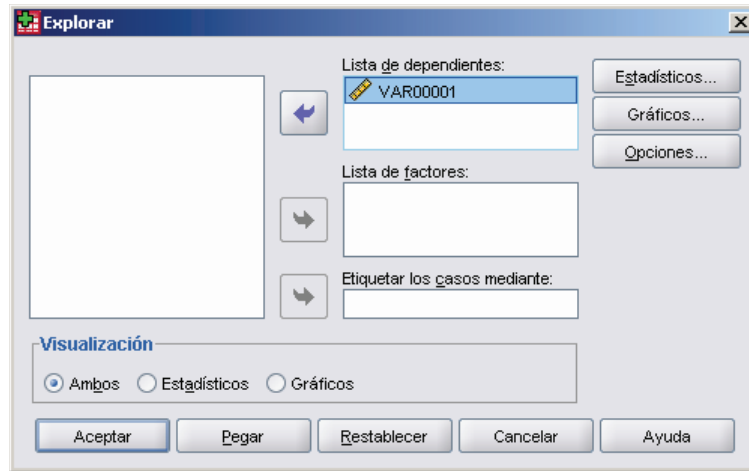 Explorar
Lista de dependientes:
VAR00001
Estadísticos...
Gráficos...
Opciones...
Lista de factores:
Etiquetar los casos mediante:
Visualización
Ambos Estadísticos Gráficos
Aceptar Pegar Restablecer Cancelar Ayuda